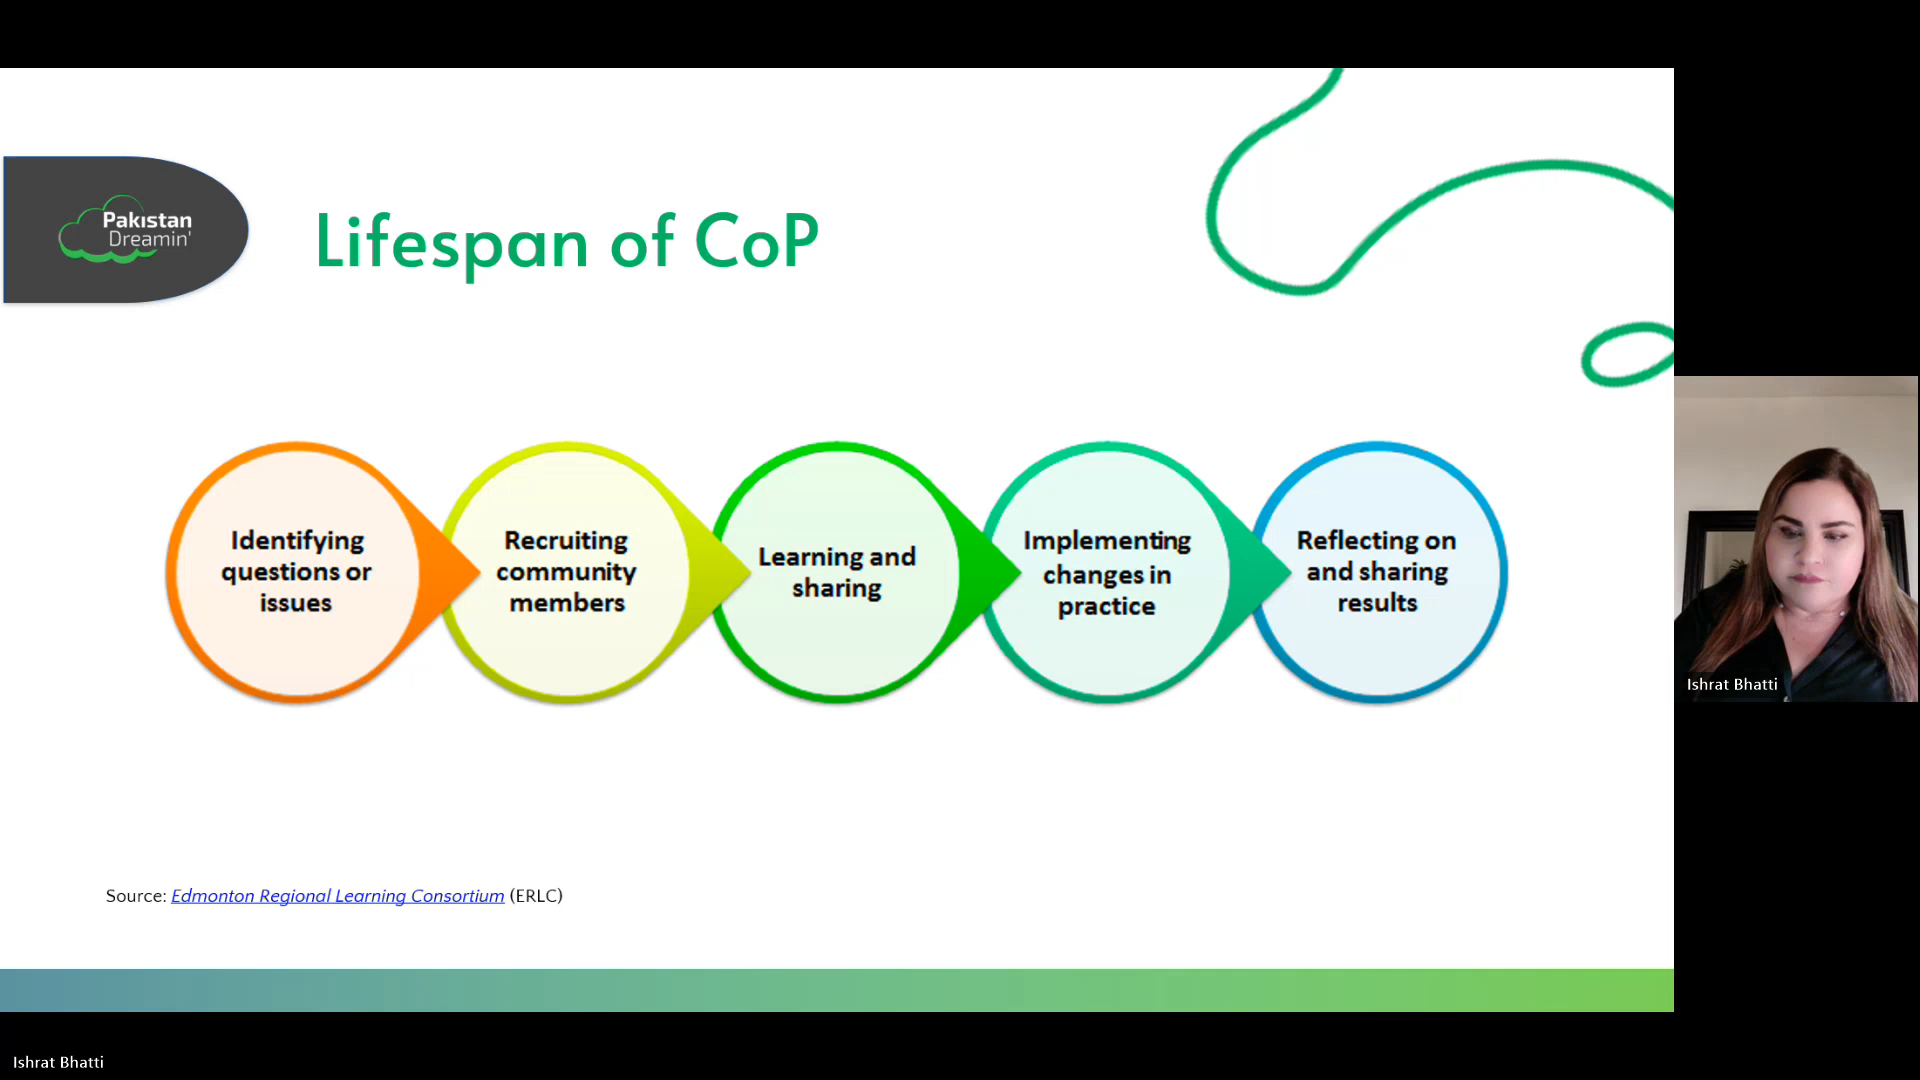 Pakistan
Dreamin'
Lifespan of CoP
Identifying
questions or
issues
Recruiting
community
members
Learning and
sharing
Implementing
changes in
practice
Reflecting on
and sharing
results
Ishrat Bhatti
Source: Edmonton Regional Learning Consortium (ERLC)
Ishrat Bhatti